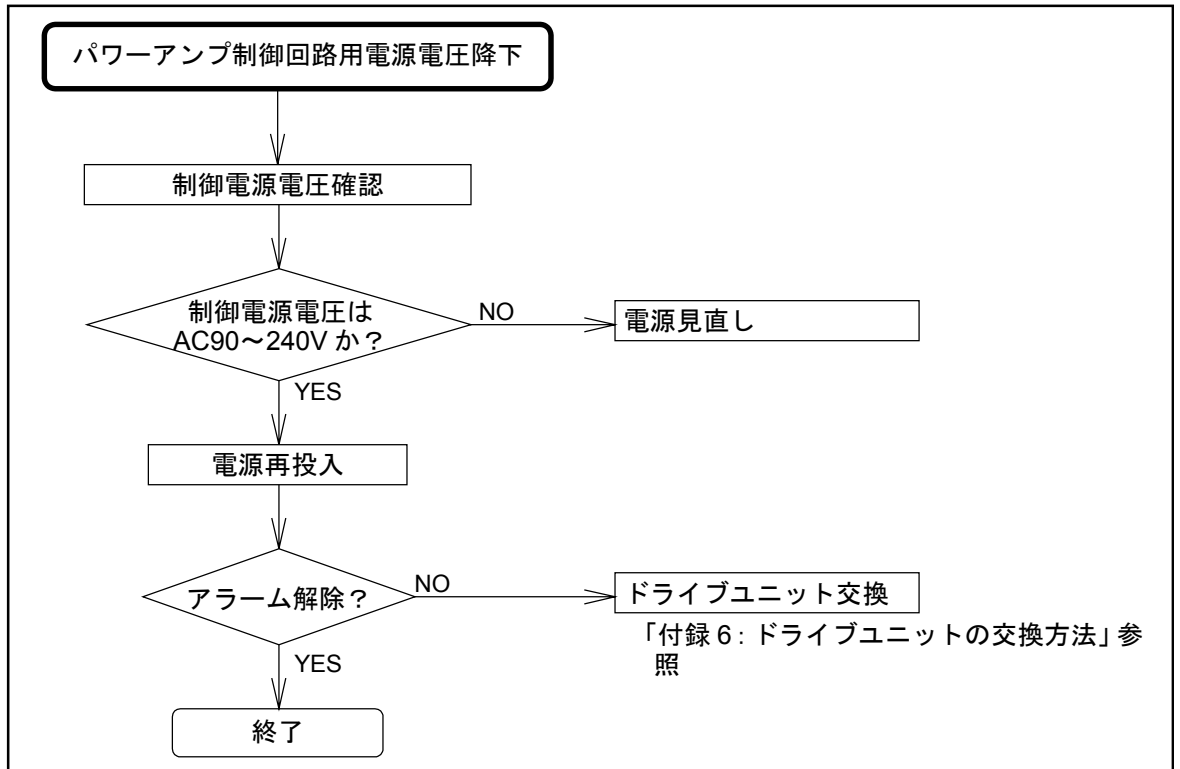 パワーアンプ制御回路用電源電圧降下
制御電源電圧確認
制御電源電圧は
AC90〜240V か？
NO
電源見直し
YES
電源再投入
アラーム解除？
NO
ドライブユニット交換
「付録 6 : ドライブユニットの交換方法」参
照
YES
終了